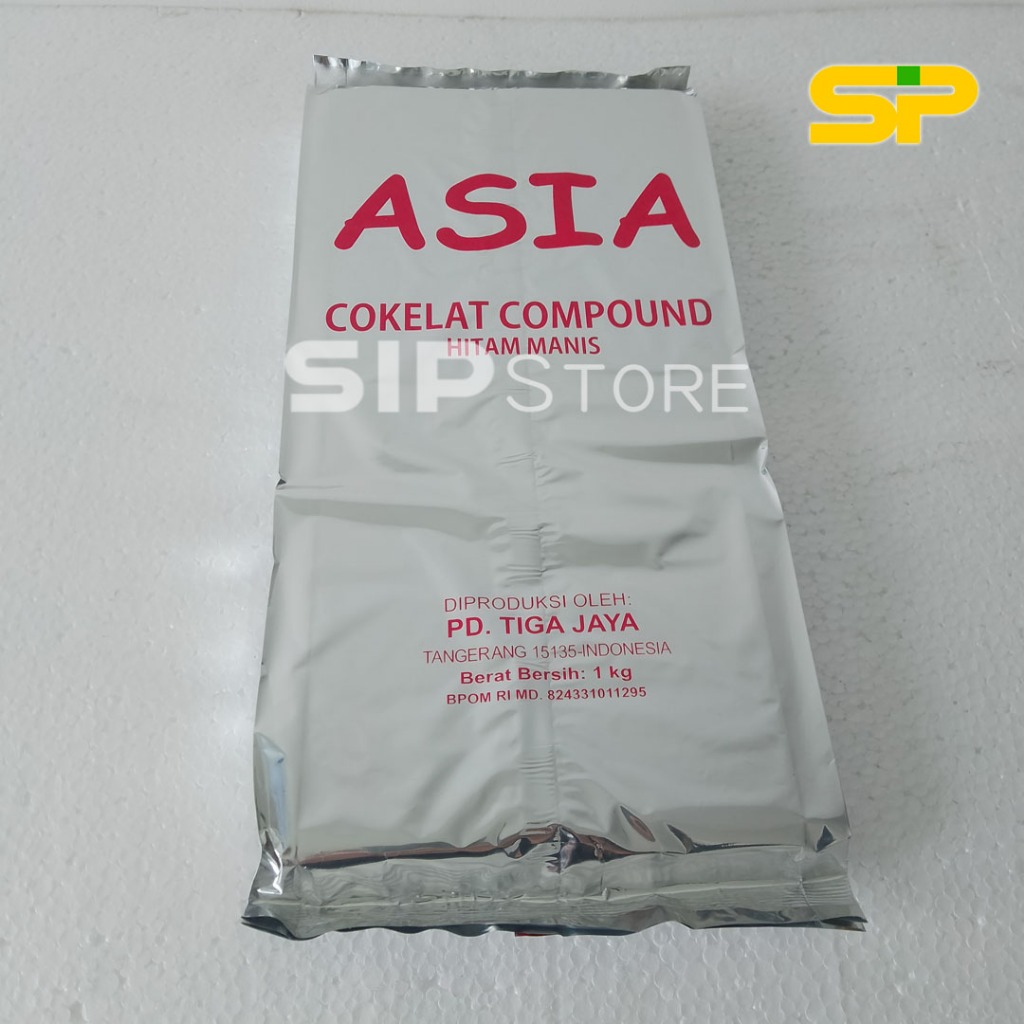 SIP
ASIA
COKELAT COMPOUND
HITAM MANIS
SIP STORE
DIPRODUKSI OLEH:
PD. TIGA JAYA
TANGERANG 15135-INDONESIA
Berat Bersih: 1 kg
BPOM RI MD. 824331011295